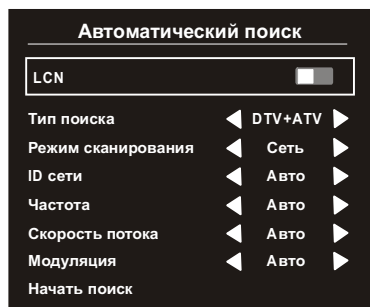 Автоматический поиск
LCN
Тип поиска DTV+ATV
Режим сканирования Сеть
ID сети Авто
Частота Авто
Скорость потока Авто
Модуляция Авто
Начать поиск